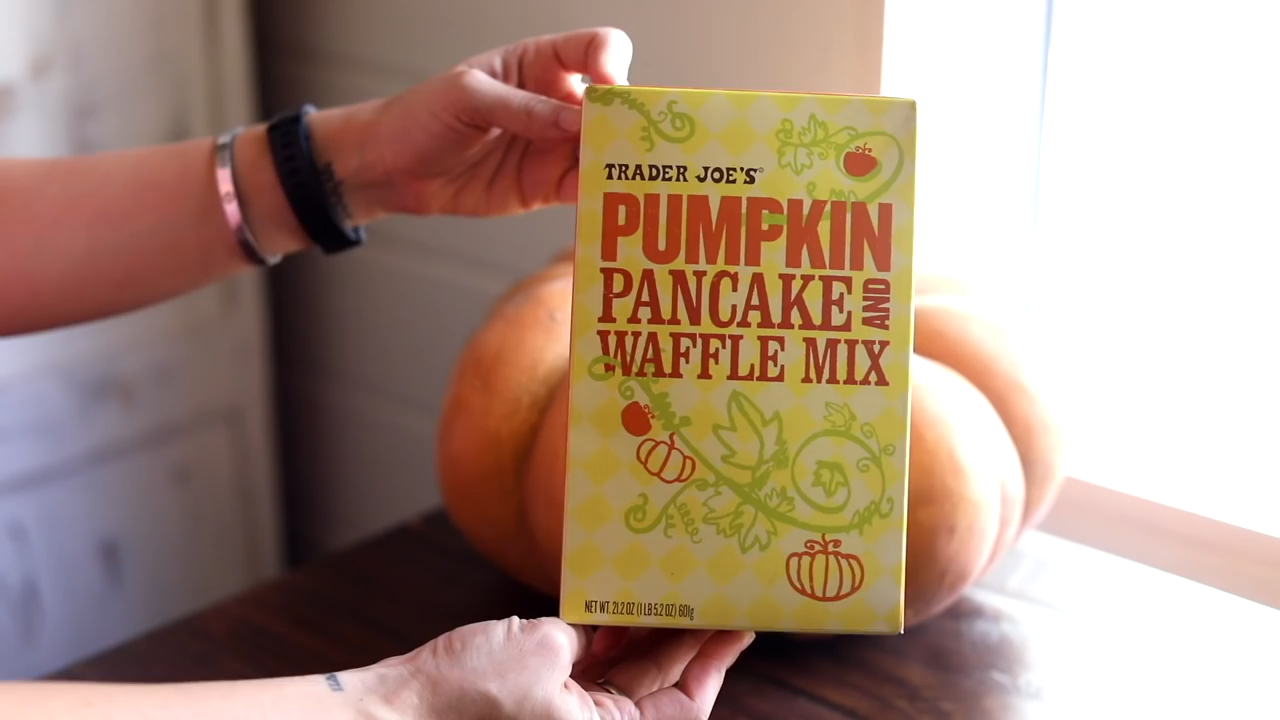 TRADER JOE'S
PUMPKIN
PANCAKE AND
WAFFLE MIX
NET WT. 21.2 OZ (1 LB 5.2 OZ) 601g